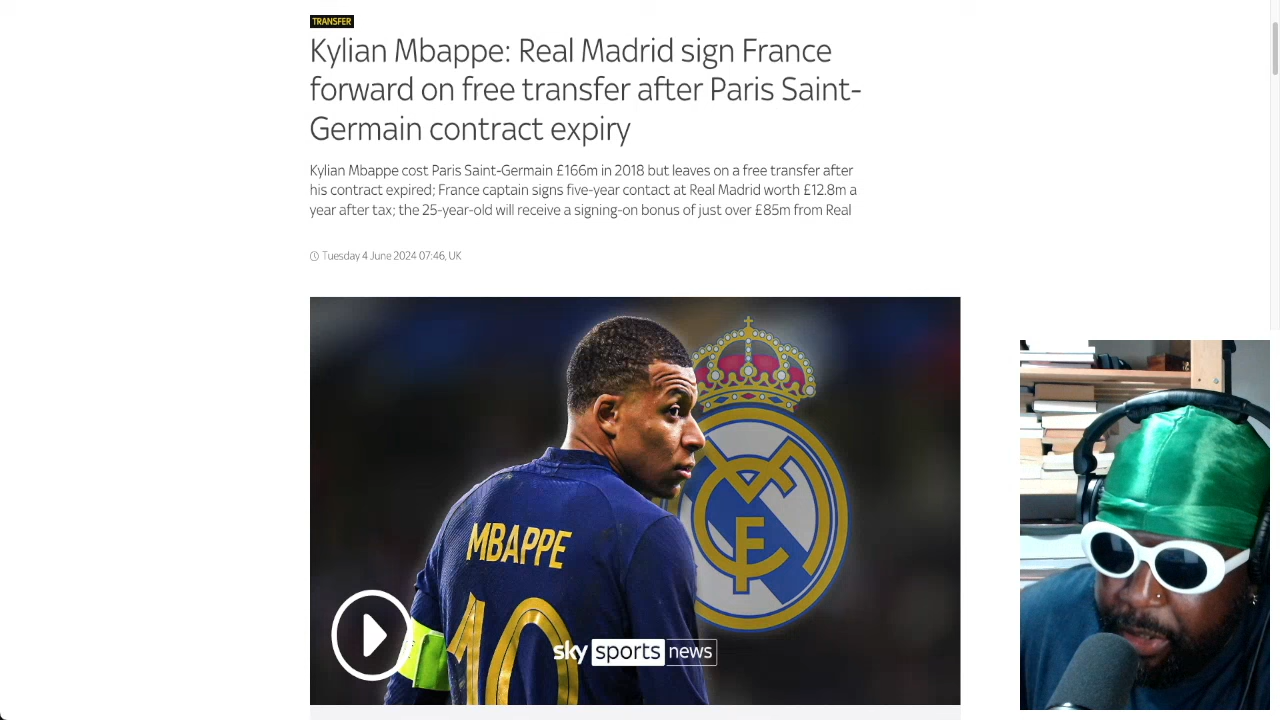 TRANSFER
Kylian Mbappe: Real Madrid sign France
forward on free transfer after Paris Saint-
Germain contract expiry
Kylian Mbappe cost Paris Saint-Germain £166m in 2018 but leaves on a free transfer after
his contract expired; France captain signs five-year contact at Real Madrid worth £12.8m a
year after tax; the 25-year-old will receive a signing-on bonus of just over £85m from Real
Tuesday 4 June 2024 07:46, UK
MBAPPE
10
sky sports news